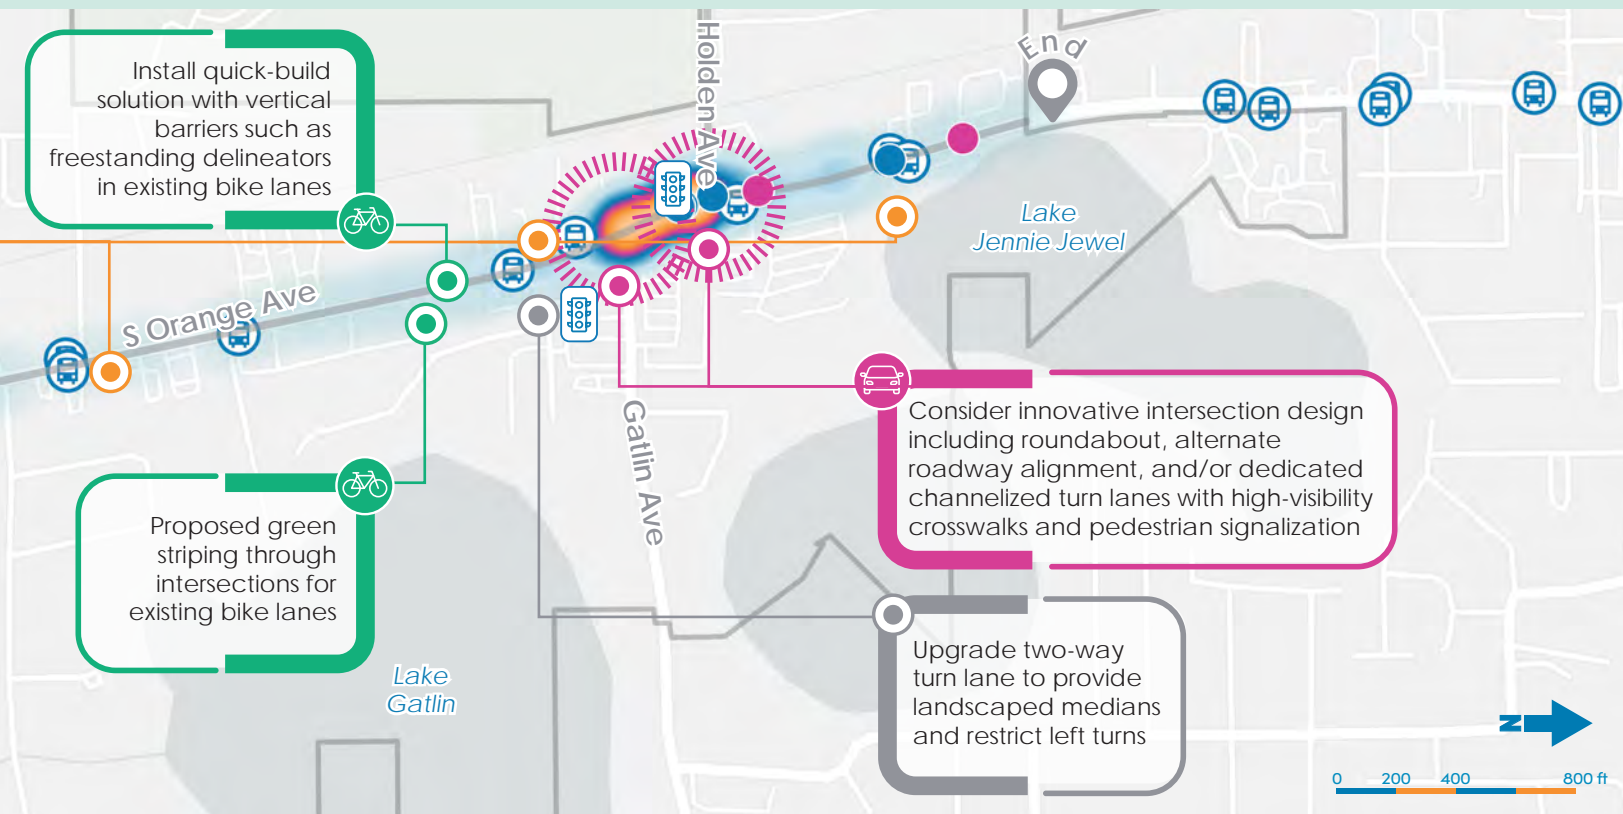 Install quick-build
solution with vertical
barriers such as
freestanding delineators
in existing bike lanes
Holden Ave
End
Lake
Jennie Jewel
S Orange Ave
Gatlin Ave
Consider innovative intersection design
including roundabout, alternate
roadway alignment, and/or dedicated
channelized turn lanes with high-visibility
crosswalks and pedestrian signalization
Proposed green
striping through
intersections for
existing bike lanes
Lake
Gatlin
Upgrade two-way
turn lane to provide
landscaped medians
and restrict left turns
N
0 200 400 800 ft